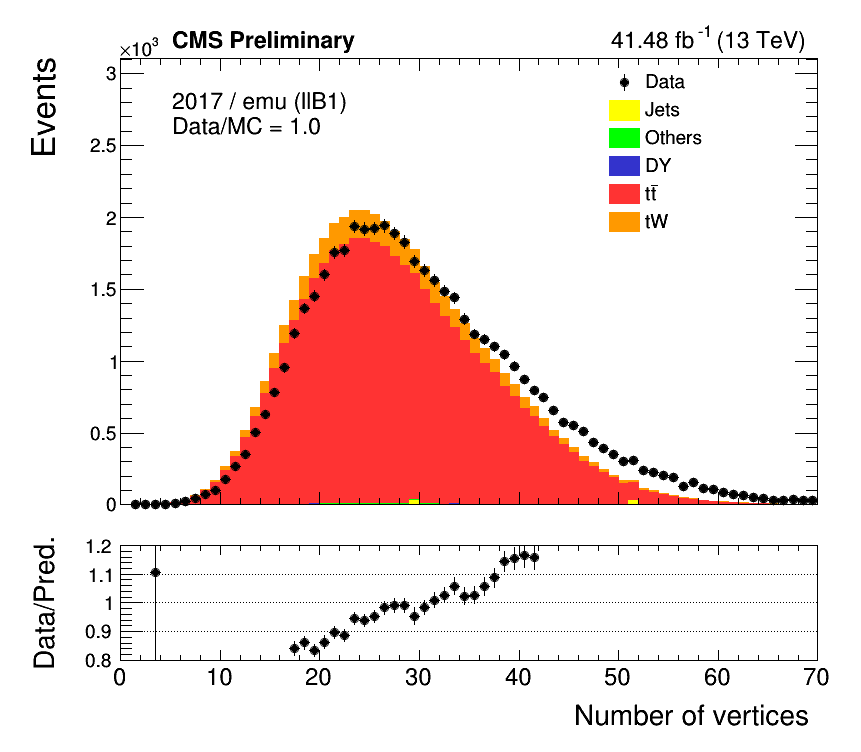 ×10³ CMS Preliminary 41.48 fb⁻¹ (13 TeV)
Events
2017 / emu (llB1)
Data/MC = 1.0
Data
Jets
Others
DY
tt̄
tW
3
2.5
2
1.5
1
0.5
0
Data/Pred.
1.2
1.1
1
0.9
0.8
0 10 20 30 40 50 60 70
Number of vertices